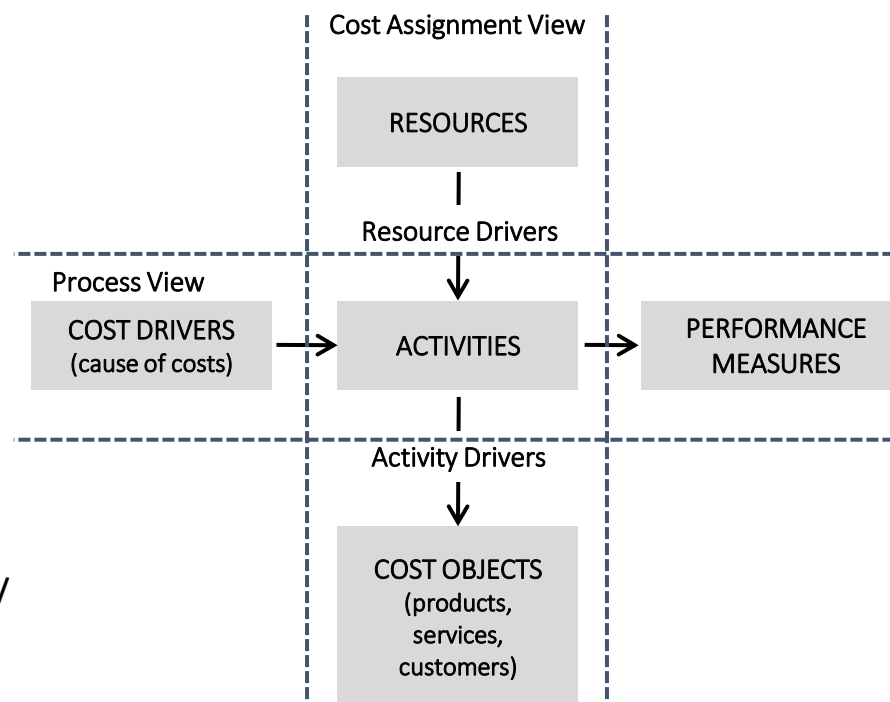 Cost Assignment View
RESOURCES
Resource Drivers
Process View
COST DRIVERS
(cause of costs)
ACTIVITIES
PERFORMANCE
MEASURES
Activity Drivers
COST OBJECTS
(products,
services,
customers)